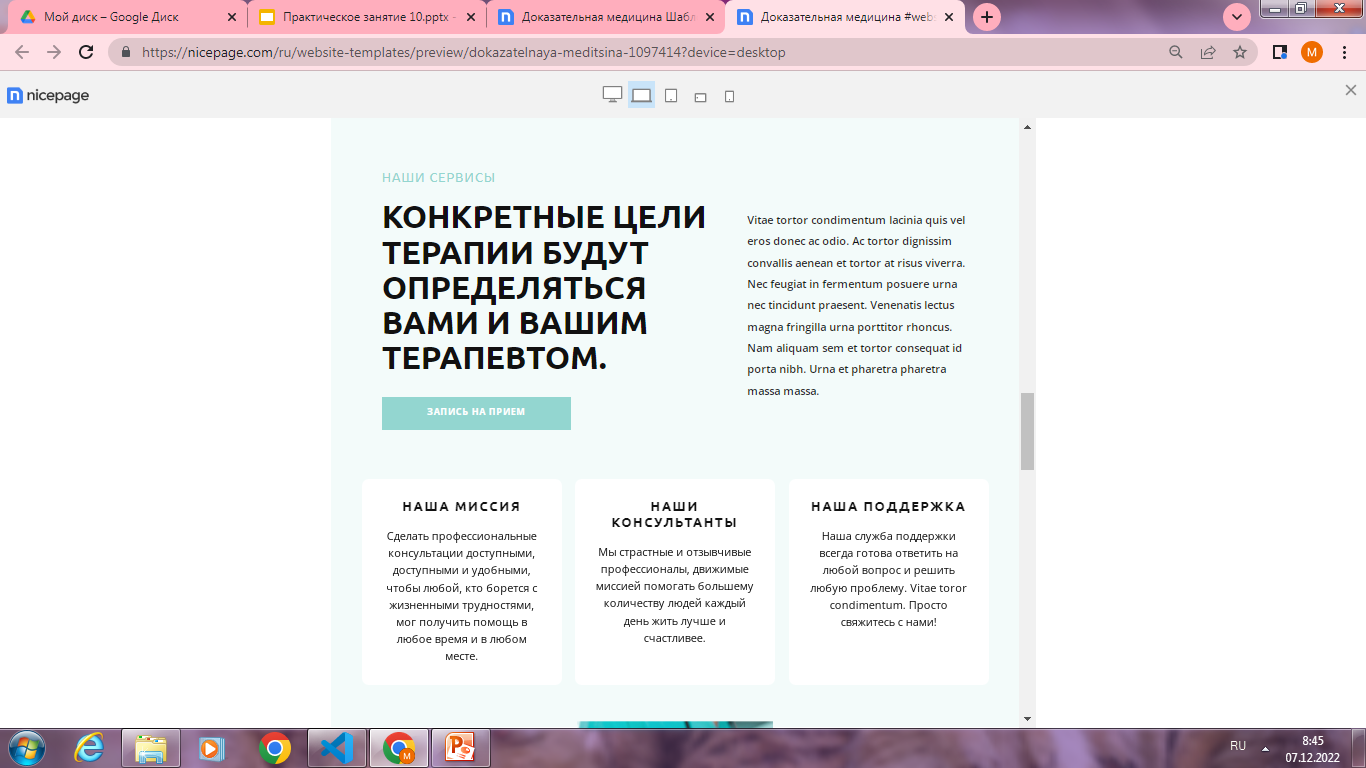 Мой диск – Google Диск
Практическое занятие 10.pptx -
Доказательная медицина Шабл
Доказательная медицина #web
https://nicepage.com/ru/website-templates/preview/dokazatelnaya-meditsina-1097414?device=desktop
M
nicepage
НАШИ СЕРВИСЫ
КОНКРЕТНЫЕ ЦЕЛИ
ТЕРАПИИ БУДУТ
ОПРЕДЕЛЯТЬСЯ
ВАМИ И ВАШИМ
ТЕРАПЕВТОМ.
ЗАПИСЬ НА ПРИЕМ
Vitae tortor condimentum lacinia quis vel
eros donec ac odio. Ac tortor dignissim
convallis aenean et tortor at risus viverra.
Nec feugiat in fermentum posuere urna
nec tincidunt praesent. Venenatis lectus
magna fringilla urna porttitor rhoncus.
Nam aliquam sem et tortor consequat id
porta nibh. Urna et pharetra pharetra
massa massa.
НАША МИССИЯ
Сделать профессиональные
консультации доступными,
доступными и удобными,
чтобы любой, кто борется с
жизненными трудностями,
мог получить помощь в
любое время и в любом
месте.
НАШИ
КОНСУЛЬТАНТЫ
Мы страстные и отзывчивые
профессионалы, движимые
миссией помогать большему
количеству людей каждый
день жить лучше и
счастливее.
НАША ПОДДЕРЖКА
Наша служба поддержки
всегда готова ответить на
любой вопрос и решить
любую проблему. Vitae toror
condimentum. Просто
свяжитесь с нами!
M
RU
8:45
07.12.2022